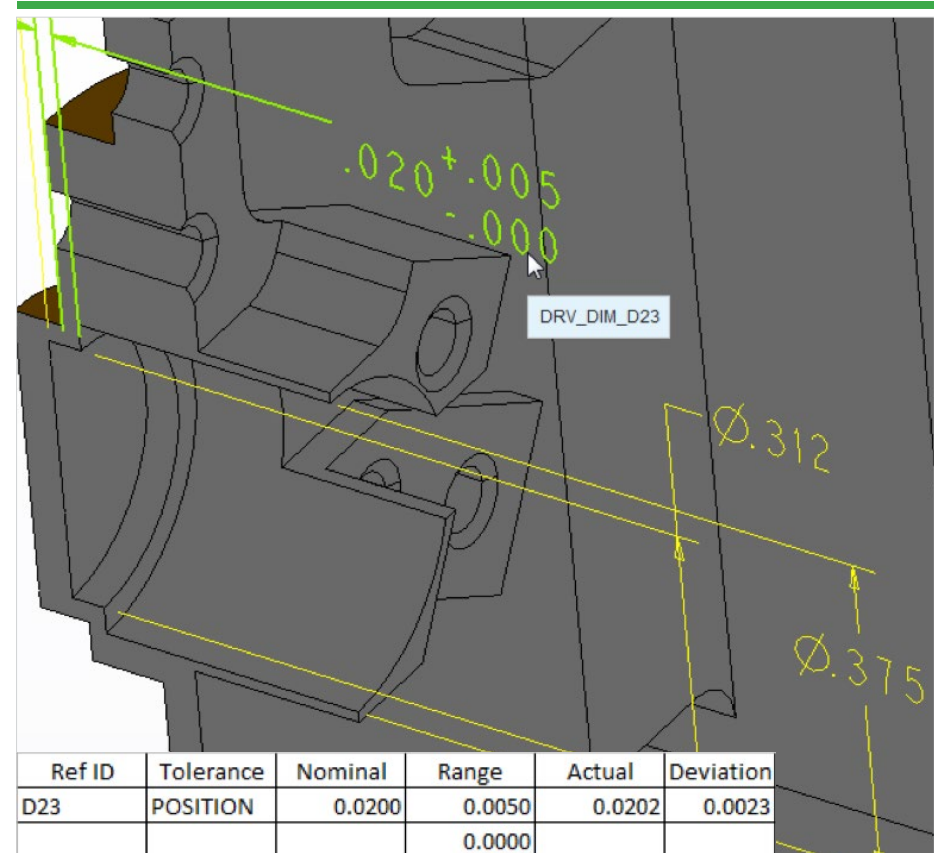 .020 +.005
-.000
DRV_DIM_D23
Ø.312
Ø.375
Ref ID Tolerance Nominal Range Actual Deviation
D23 POSITION 0.0200 0.0050 0.0202 0.0023
0.0000